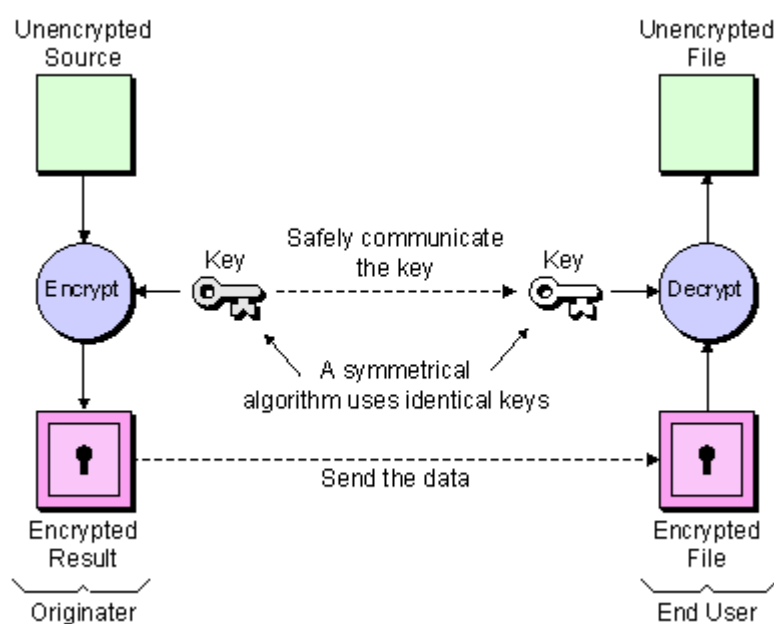 Unencrypted
Source
Unencrypted
File
Encrypt
Key
Safely communicate
the key
Key
Decrypt
A symmetrical
algorithm uses identical keys
Send the data
Encrypted
Result
Encrypted
File
Originater
End User